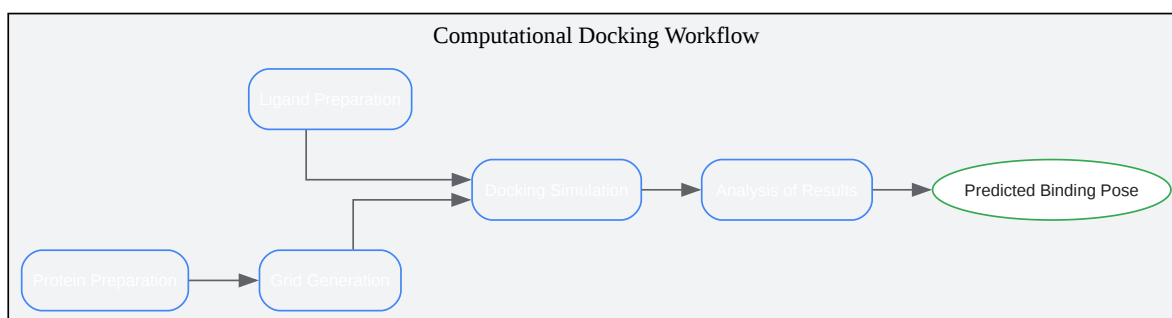 Computational Docking Workflow
Ligand Preparation
Docking Simulation
Analysis of Results
Predicted Binding Pose
Protein Preparation
Grid Generation